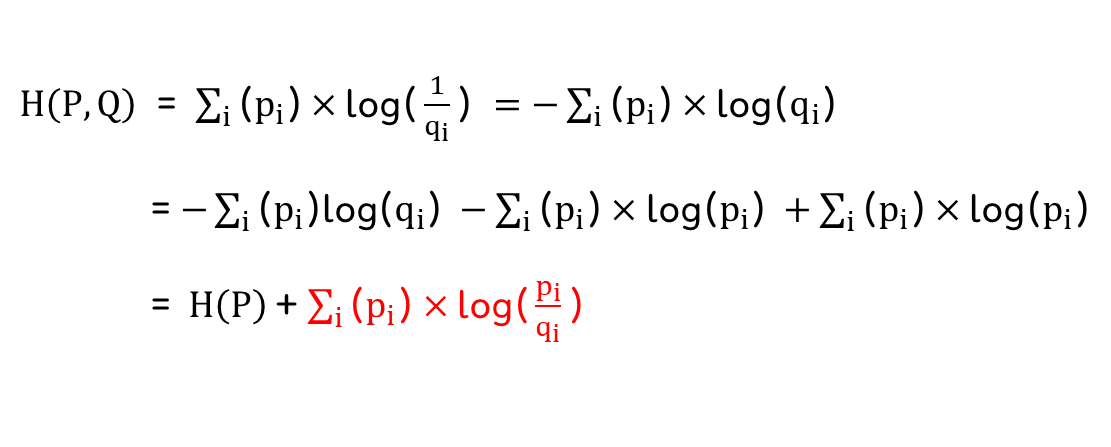 H(P, Q) = ∑ᵢ (pᵢ) × log(1/qᵢ) = − ∑ᵢ (pᵢ) × log(qᵢ)
= − ∑ᵢ (pᵢ)log(qᵢ) − ∑ᵢ (pᵢ) × log(pᵢ) + ∑ᵢ (pᵢ) × log(pᵢ)
= H(P) + ∑ᵢ (pᵢ) × log(pᵢ/qᵢ)